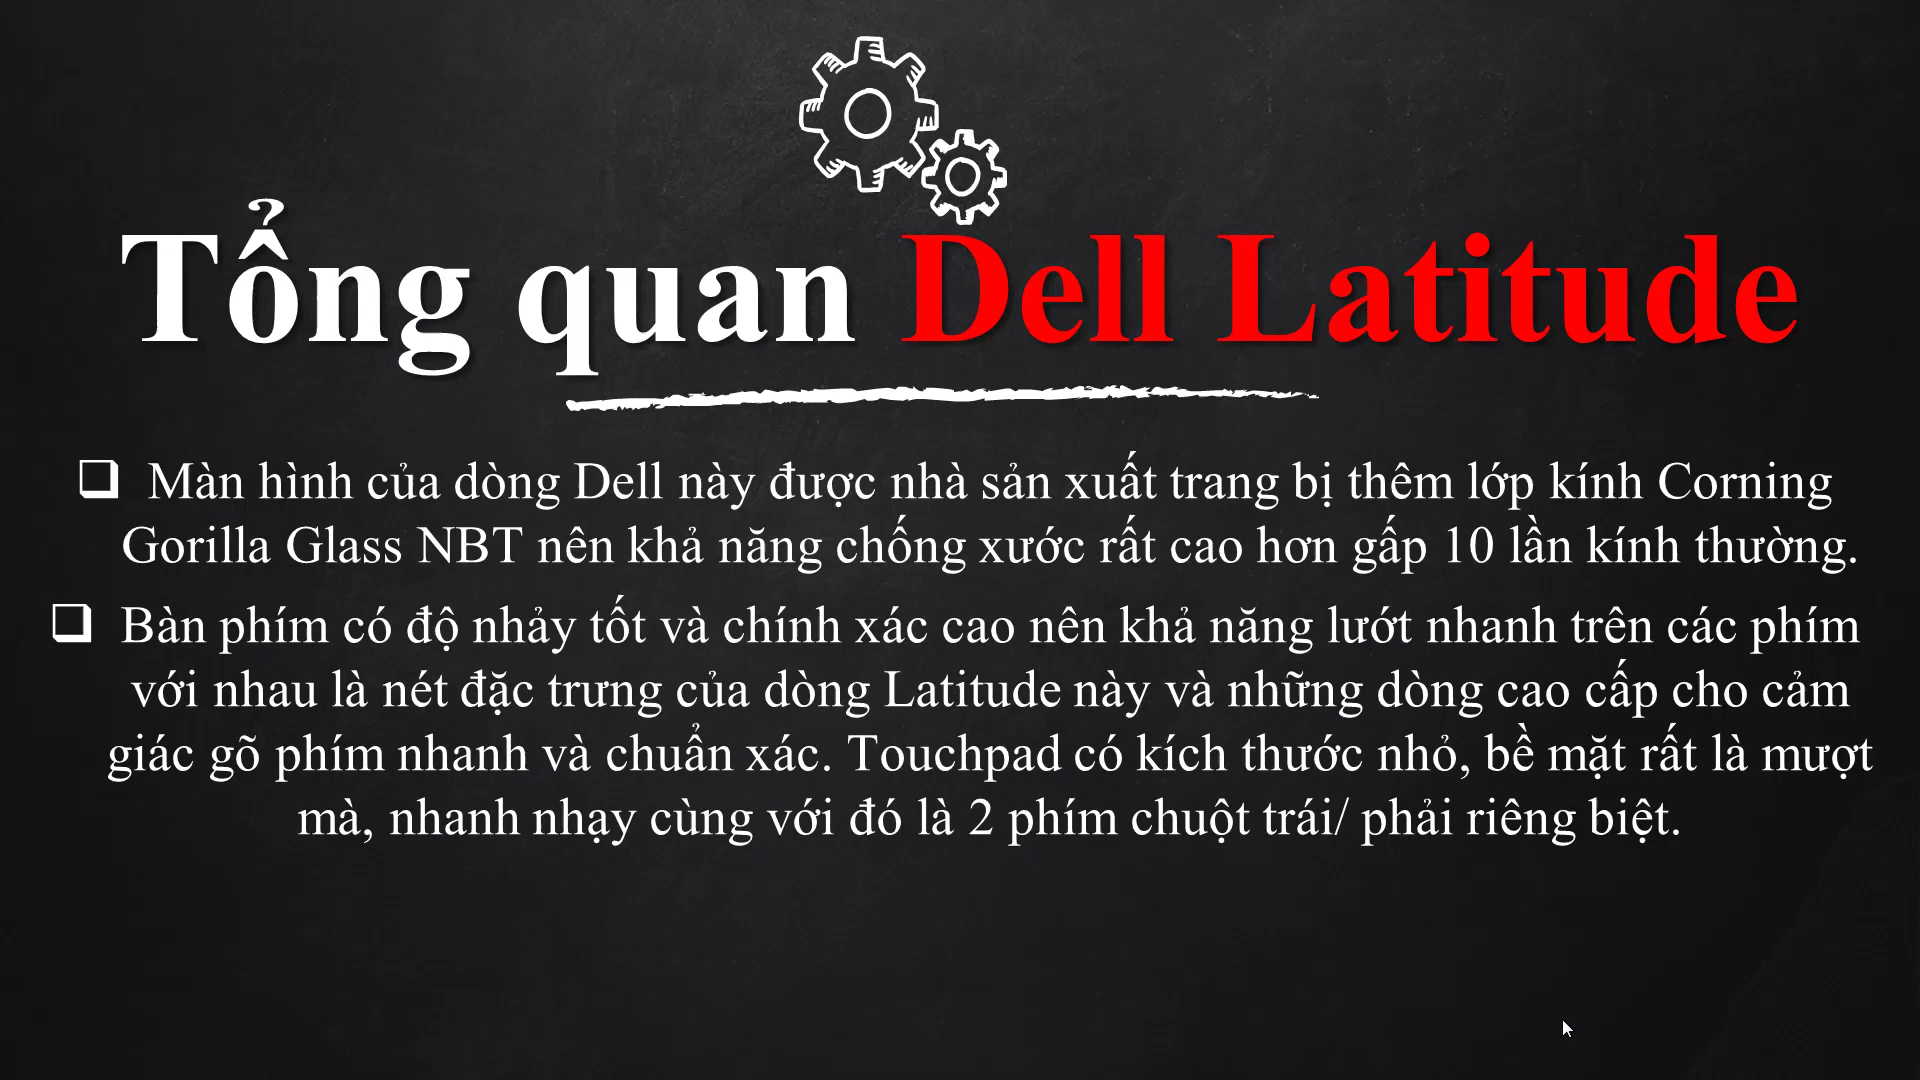 Tổng quan Dell Latitude
❑ Màn hình của dòng Dell này được nhà sản xuất trang bị thêm lớp kính Corning
Gorilla Glass NBT nên khả năng chống xước rất cao hơn gấp 10 lần kính thường.
❑ Bàn phím có độ nhảy tốt và chính xác cao nên khả năng lướt nhanh trên các phím
với nhau là nét đặc trưng của dòng Latitude này và những dòng cao cấp cho cảm
giác gõ phím nhanh và chuẩn xác. Touchpad có kích thước nhỏ, bề mặt rất là mượt
mà, nhanh nhạy cùng với đó là 2 phím chuột trái/ phải riêng biệt.